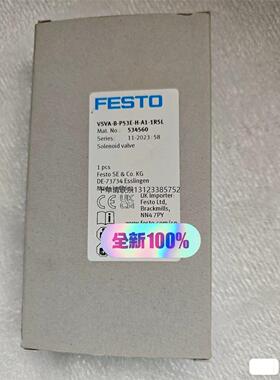 FESTO
VSVA-B-P53E-H-A1-1R5L
Mat. No.: 534560
Series: 11-2023:58
Solenoid valve
1 pcs
Festo SE & Co. KG
DE-73734 Esslingen
13123385752
UK Importer:
Festo Ltd,
Brackmills,
NN4 7PY
全新100%